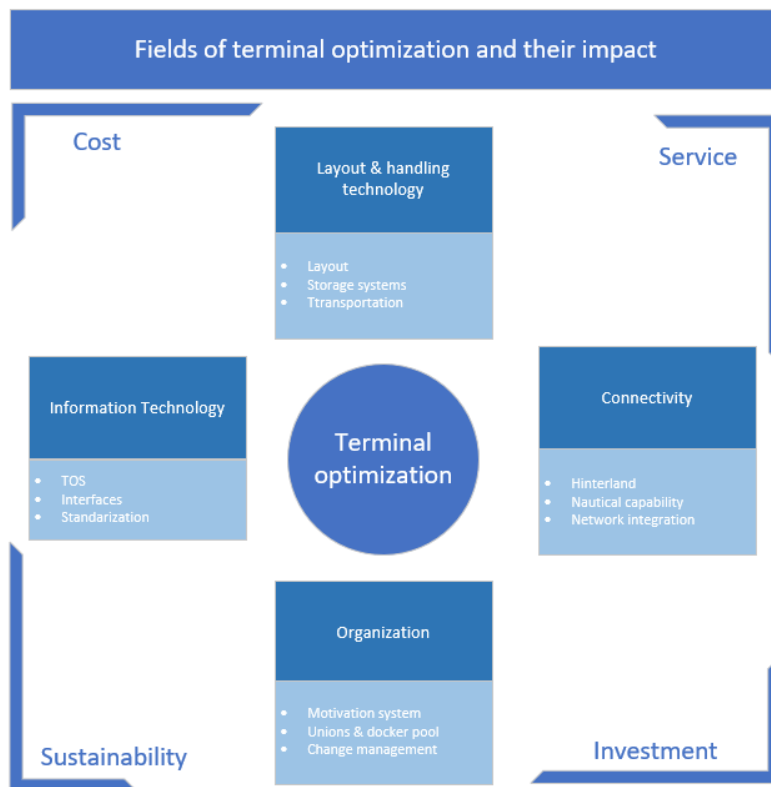 Fields of terminal optimization and their impact
Cost
Service
Layout & handling
technology
• Layout
• Storage systems
• Ttransportation
Information Technology
• TOS
• Interfaces
• Standarization
Terminal
optimization
Connectivity
• Hinterland
• Nautical capability
• Network integration
Organization
• Motivation system
• Unions & docker pool
• Change management
Sustainability
Investment